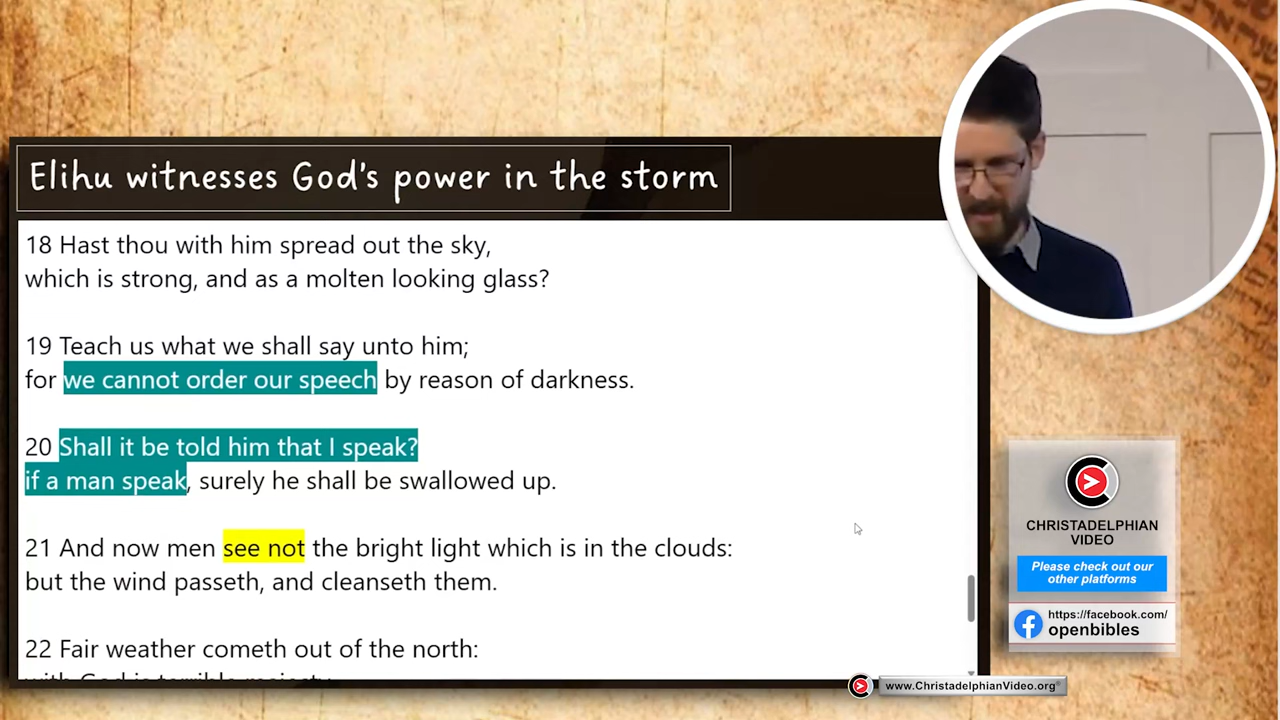 Elihu witnesses God's power in the storm
18 Hast thou with him spread out the sky,
which is strong, and as a molten looking glass?
19 Teach us what we shall say unto him;
for we cannot order our speech by reason of darkness.
20 Shall it be told him that I speak?
if a man speak, surely he shall be swallowed up.
21 And now men see not the bright light which is in the clouds:
but the wind passeth, and cleanseth them.
22 Fair weather cometh out of the north:
with God is terrible majesty
CHRISTADELPHIAN
VIDEO
Please check out our
other platforms
https://facebook.com/
openbibles
www.ChristadelphianVideo.org